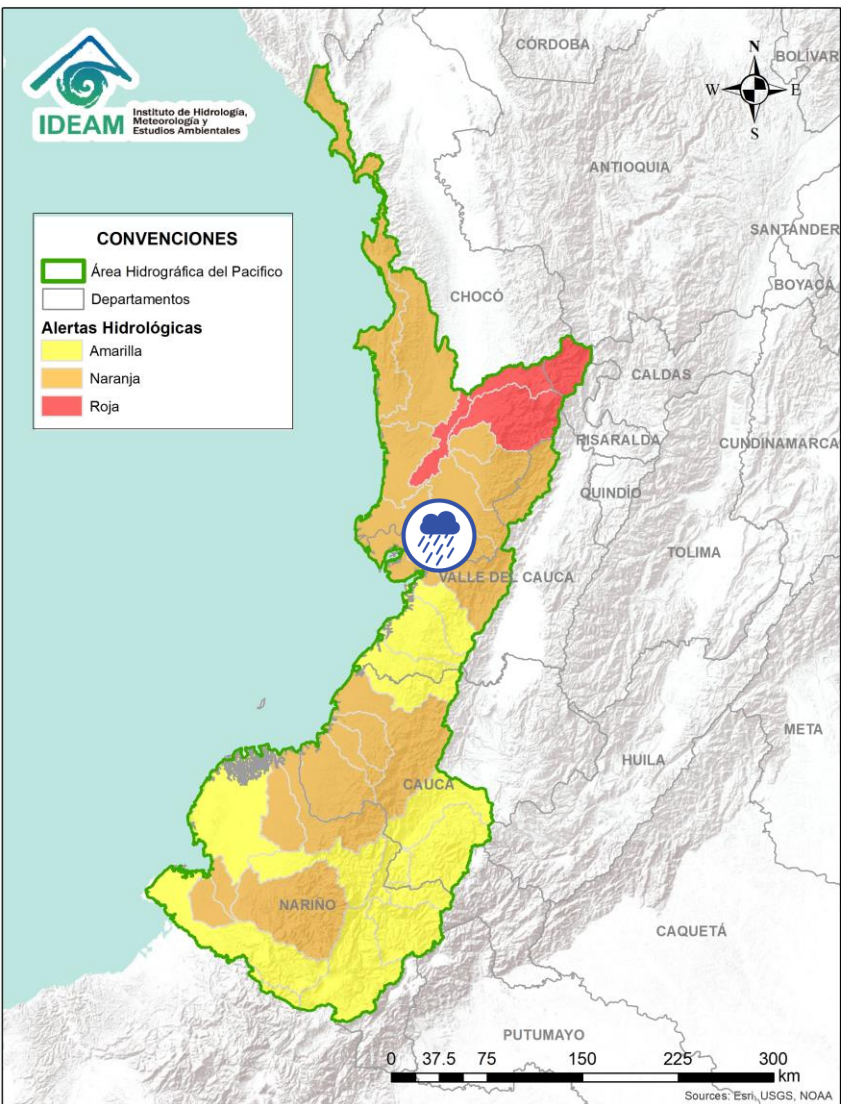 IDEAM
Instituto de Hidrología,
Meteorología y
Estudios Ambientales
CÓRDOBA
BOLÍVAR
N
W
E
S
ANTIOQUIA
SANTANDER
CONVENCIONES
Área Hidrográfica del Pacifico
Departamentos
Alertas Hidrológicas
Amarilla
Naranja
Roja
CHOCÓ
BOYACÁ
CALDAS
RISARALDA
CUNDINAMARCA
QUINDÍO
TOLIMA
VALLE DEL CAUCA
META
HUILA
CAUCA
NARIÑO
CAQUETÁ
PUTUMAYO
0 37.5 75 150 225 300
km
Sources: Esri, USGS, NOAA